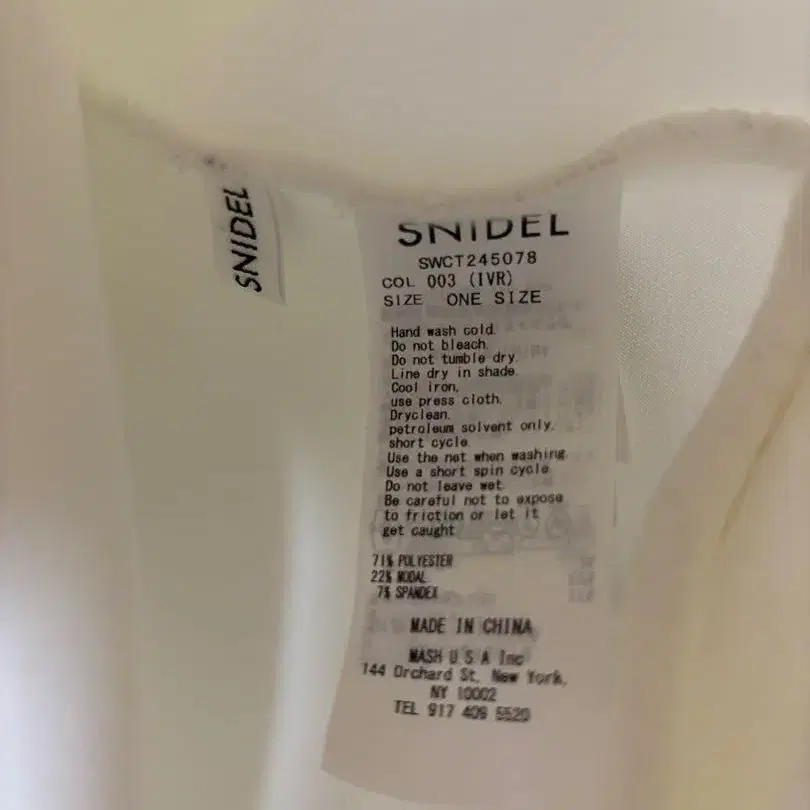 SNIDEL
SNIDEL
SWCT245078
COL 003 (IVR)
SIZE ONE SIZE
Hand wash cold.
Do not bleach.
Do not tumble dry.
Line dry in shade.
Cool iron,
use press cloth.
Dryclean.
petroleum solvent only.
short cycle.
Use the net when washing.
Use a short spin cycle.
Do not leave wet.
Be careful not to expose
to friction or let it
get caught.
71% POLYESTER
22% MODAL
7% SPANDEX
MADE IN CHINA
MASH U S A Inc
144 Orchard St, New York,
NY 10002
TEL 917 409 5520